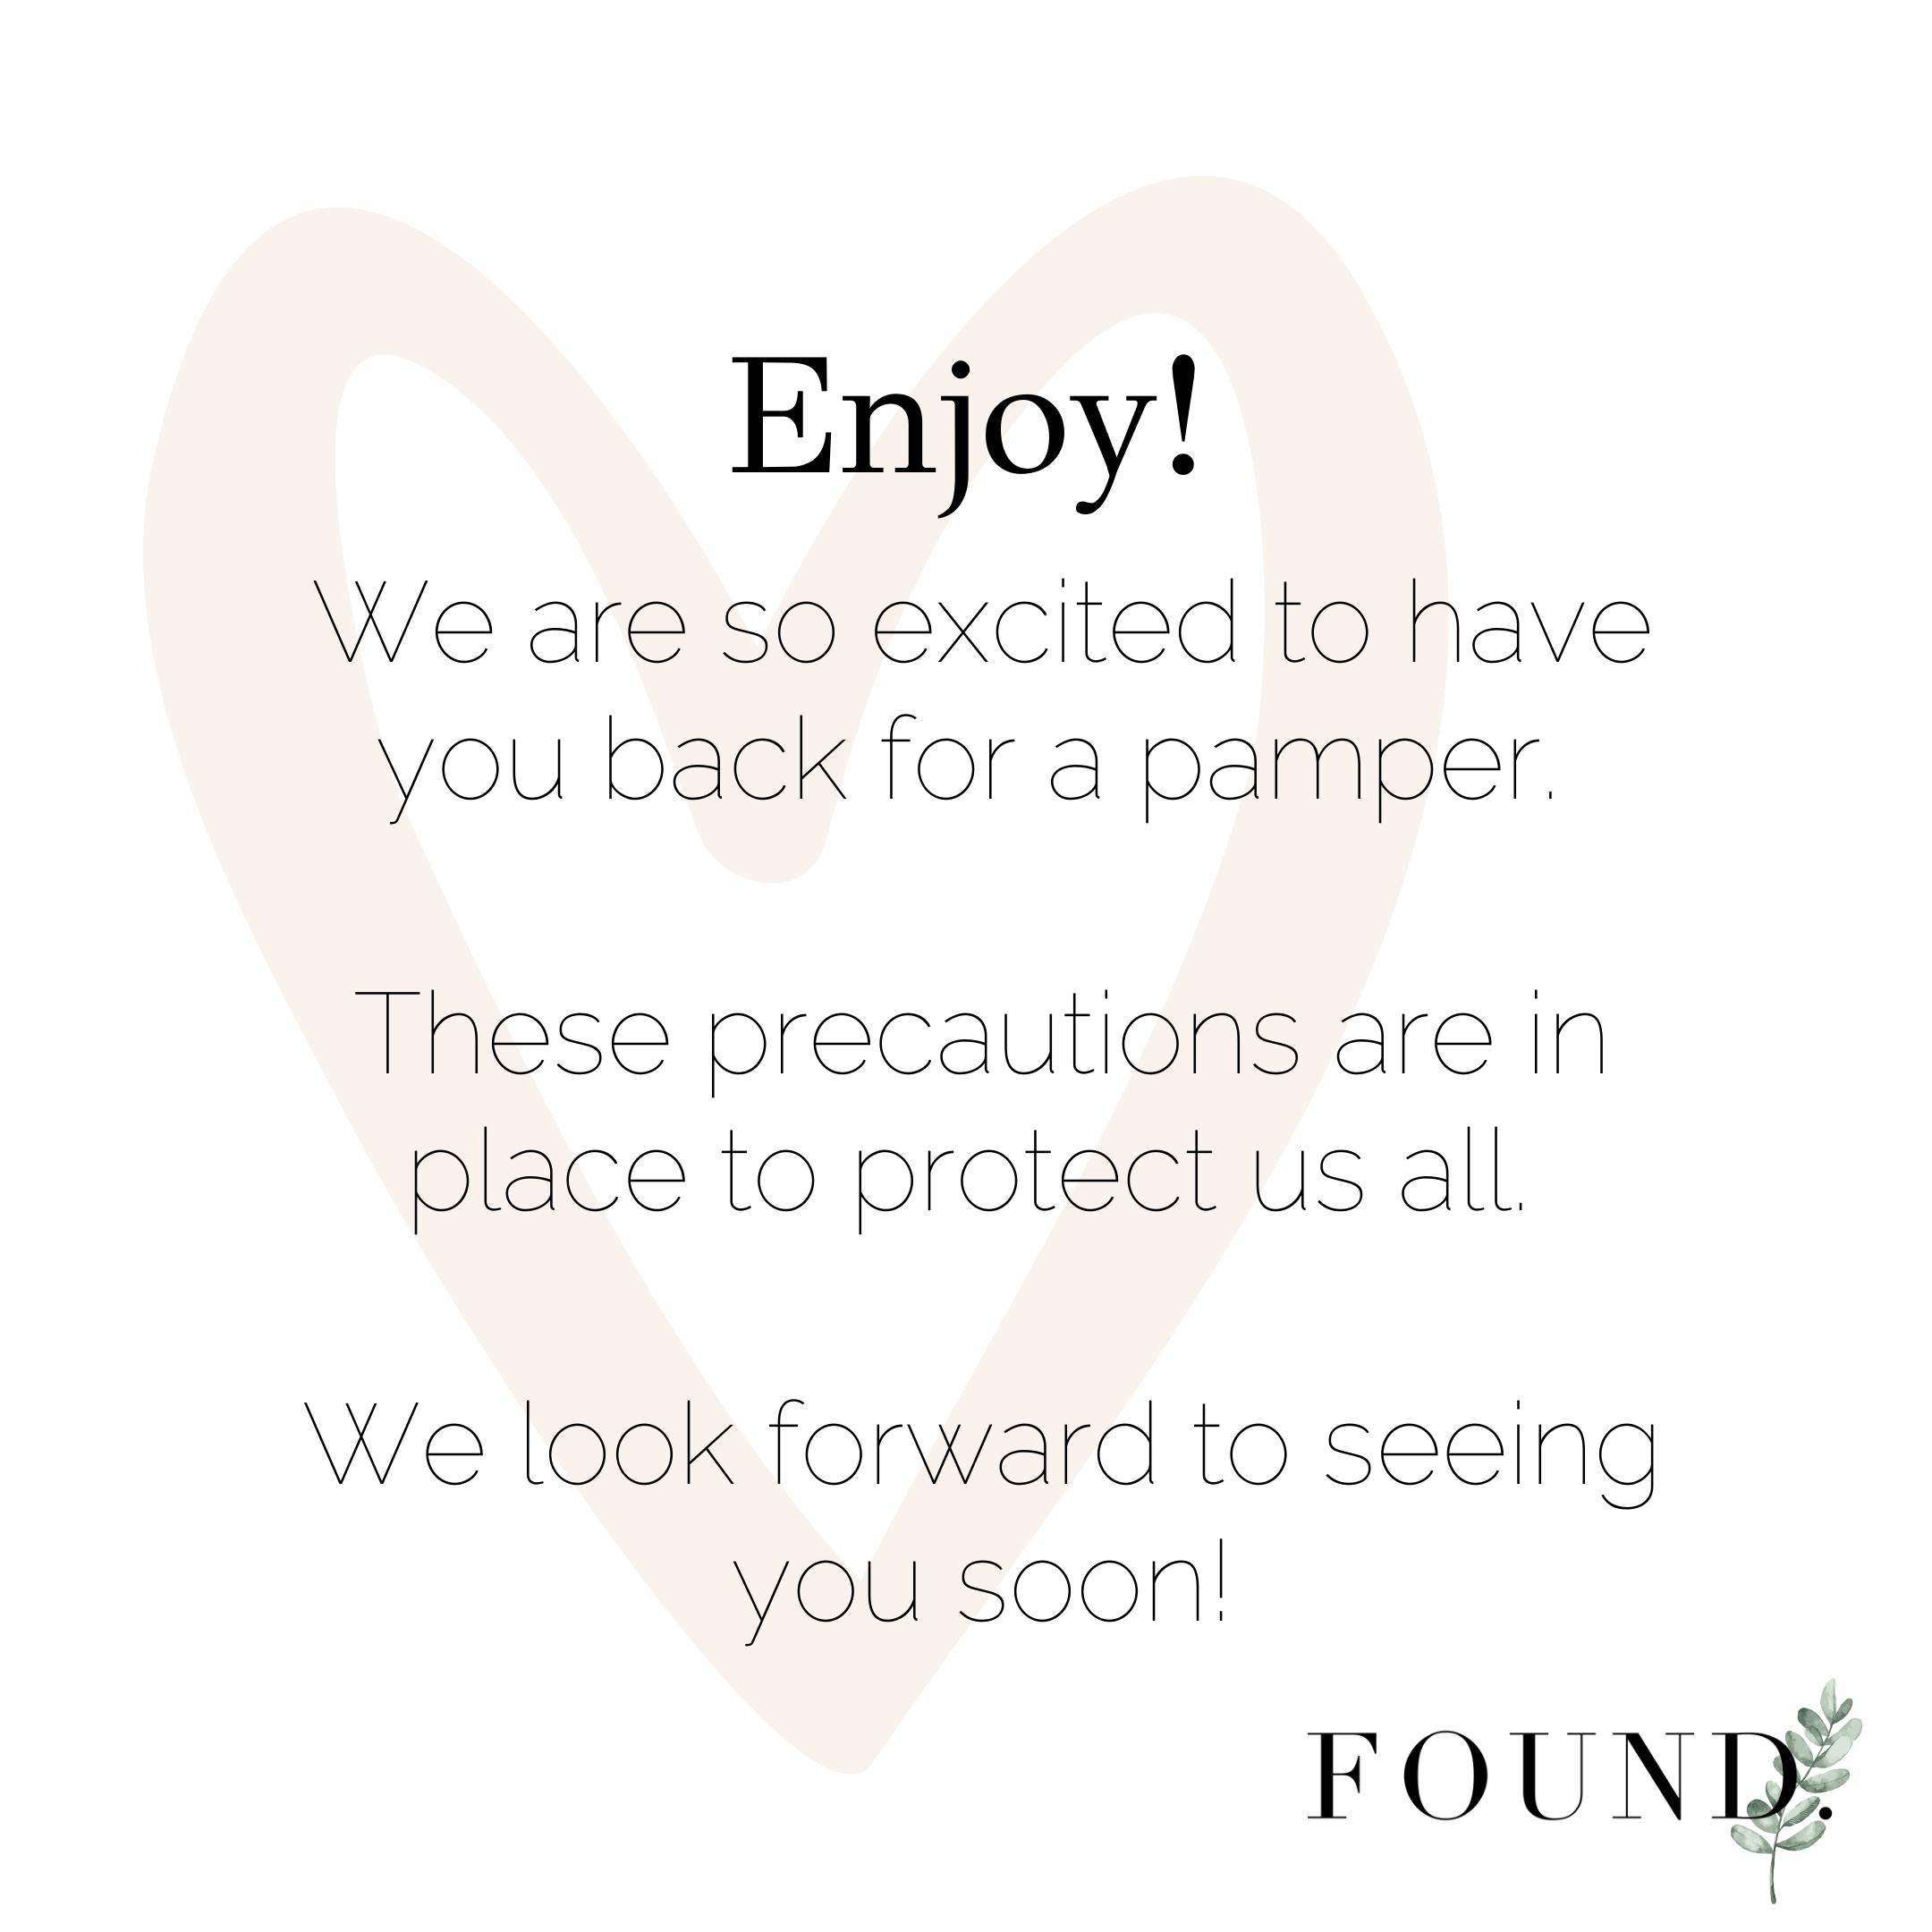 Enjoy!
We are so excited to have
you back for a pamper.
These precautions are in
place to protect us all.
We look forward to seeing
you soon!
FOUND.